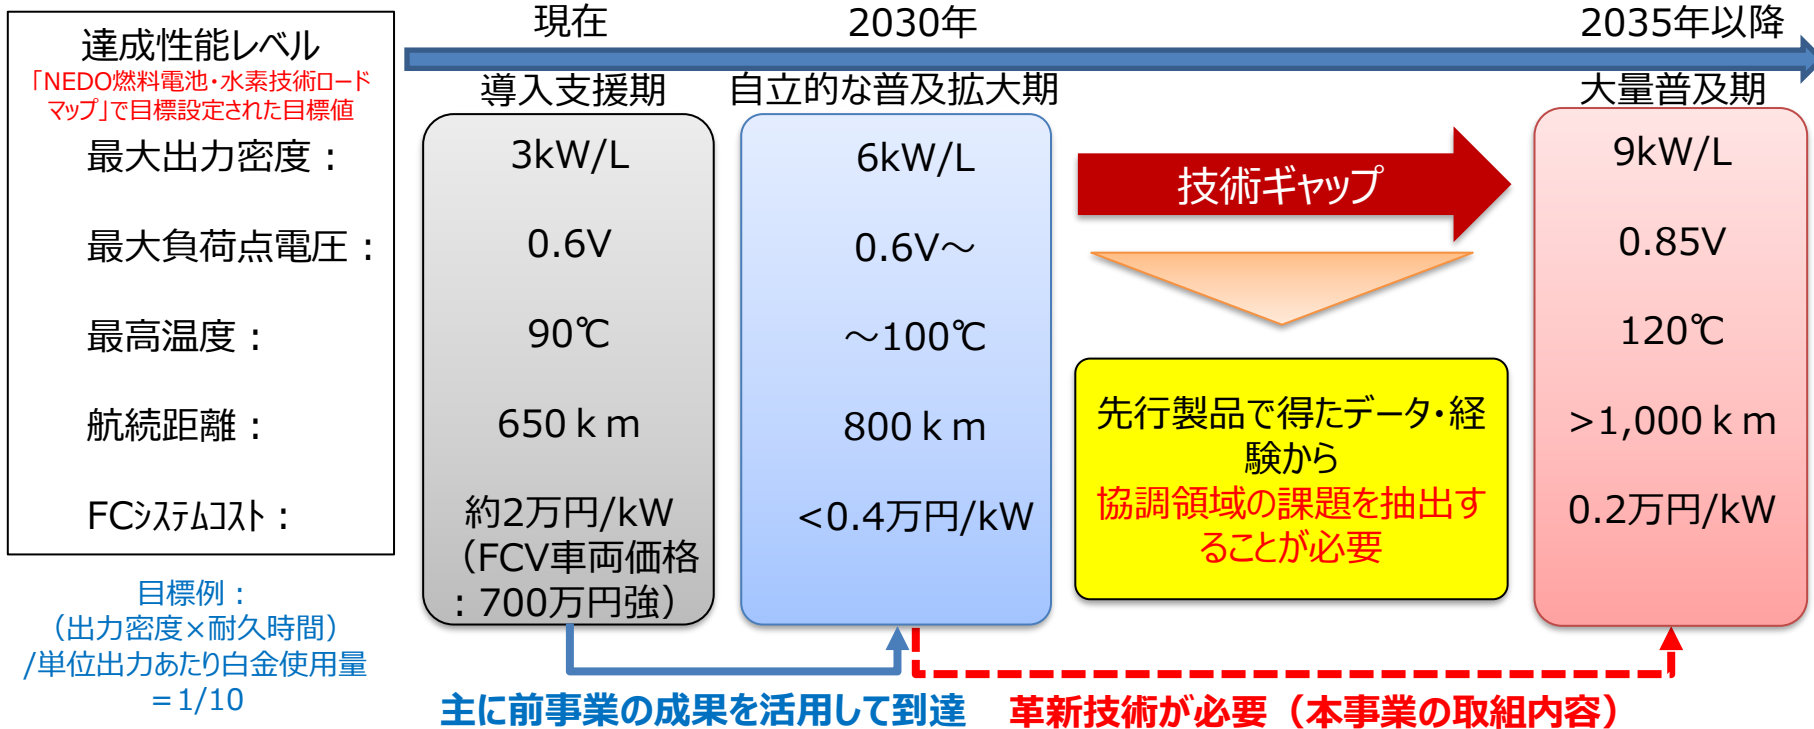 現在
2030年
2035年以降
達成性能レベル
「NEDO燃料電池・水素技術ロード
マップ」で目標設定された目標値
導入支援期
自立的な普及拡大期
大量普及期
最大出力密度：
3kW/L
6kW/L
9kW/L
技術ギャップ
最大負荷点電圧：
0.6V
0.6V～
0.85V
最高温度：
90℃
～100℃
120℃
航続距離：
650ｋｍ
800ｋｍ
>1,000ｋｍ
先行製品で得たデータ・経
験から
協調領域の課題を抽出す
ることが必要
FCｼｽﾃﾑｺｽﾄ：
約2万円/kW
（FCV車両価格
：700万円強）
<0.4万円/kW
0.2万円/kW
目標例：
（出力密度×耐久時間）
/単位出力あたり白金使用量
＝1/10
主に前事業の成果を活用して到達
革新技術が必要（本事業の取組内容）